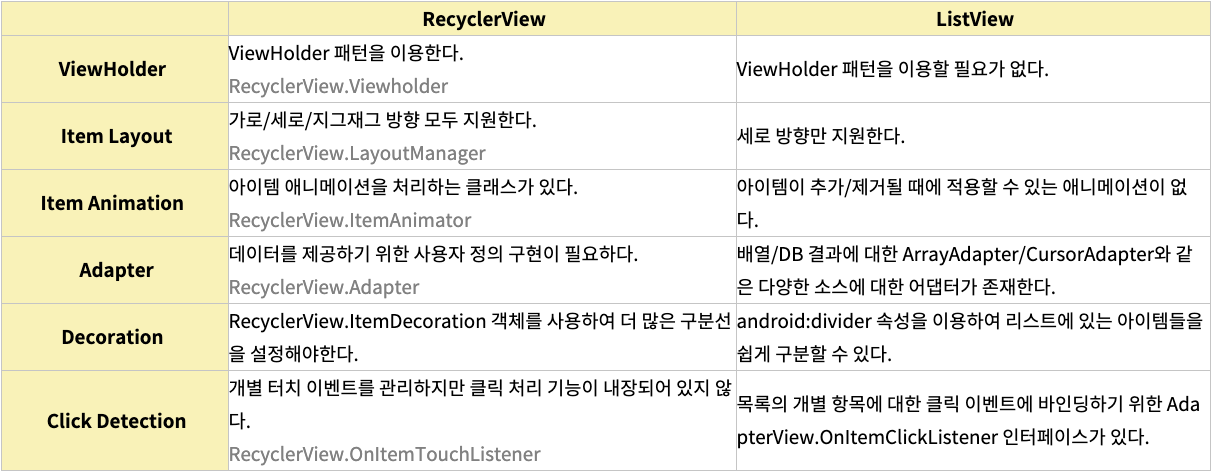 RecyclerView
ListView
ViewHolder
ViewHolder 패턴을 이용한다.
RecyclerView.Viewholder
ViewHolder 패턴을 이용할 필요가 없다.
Item Layout
가로/세로/지그재그 방향 모두 지원한다.
RecyclerView.LayoutManager
세로 방향만 지원한다.
Item Animation
아이템 애니메이션을 처리하는 클래스가 있다.
RecyclerView.ItemAnimator
아이템이 추가/제거될 때에 적용할 수 있는 애니메이션이 없
다.
Adapter
데이터를 제공하기 위한 사용자 정의 구현이 필요하다.
RecyclerView.Adapter
배열/DB 결과에 대한 ArrayAdapter/CursorAdapter와 같
은 다양한 소스에 대한 어댑터가 존재한다.
Decoration
RecyclerView.ItemDecoration 객체를 사용하여 더 많은 구분선
을 설정해야한다.
android:divider 속성을 이용하여 리스트에 있는 아이템들을
쉽게 구분할 수 있다.
Click Detection
개별 터치 이벤트를 관리하지만 클릭 처리 기능이 내장되어 있지 않
다.
RecyclerView.OnItemTouchListener
목록의 개별 항목에 대한 클릭 이벤트에 바인딩하기 위한 Ada
pterView.OnItemClickListener 인터페이스가 있다.